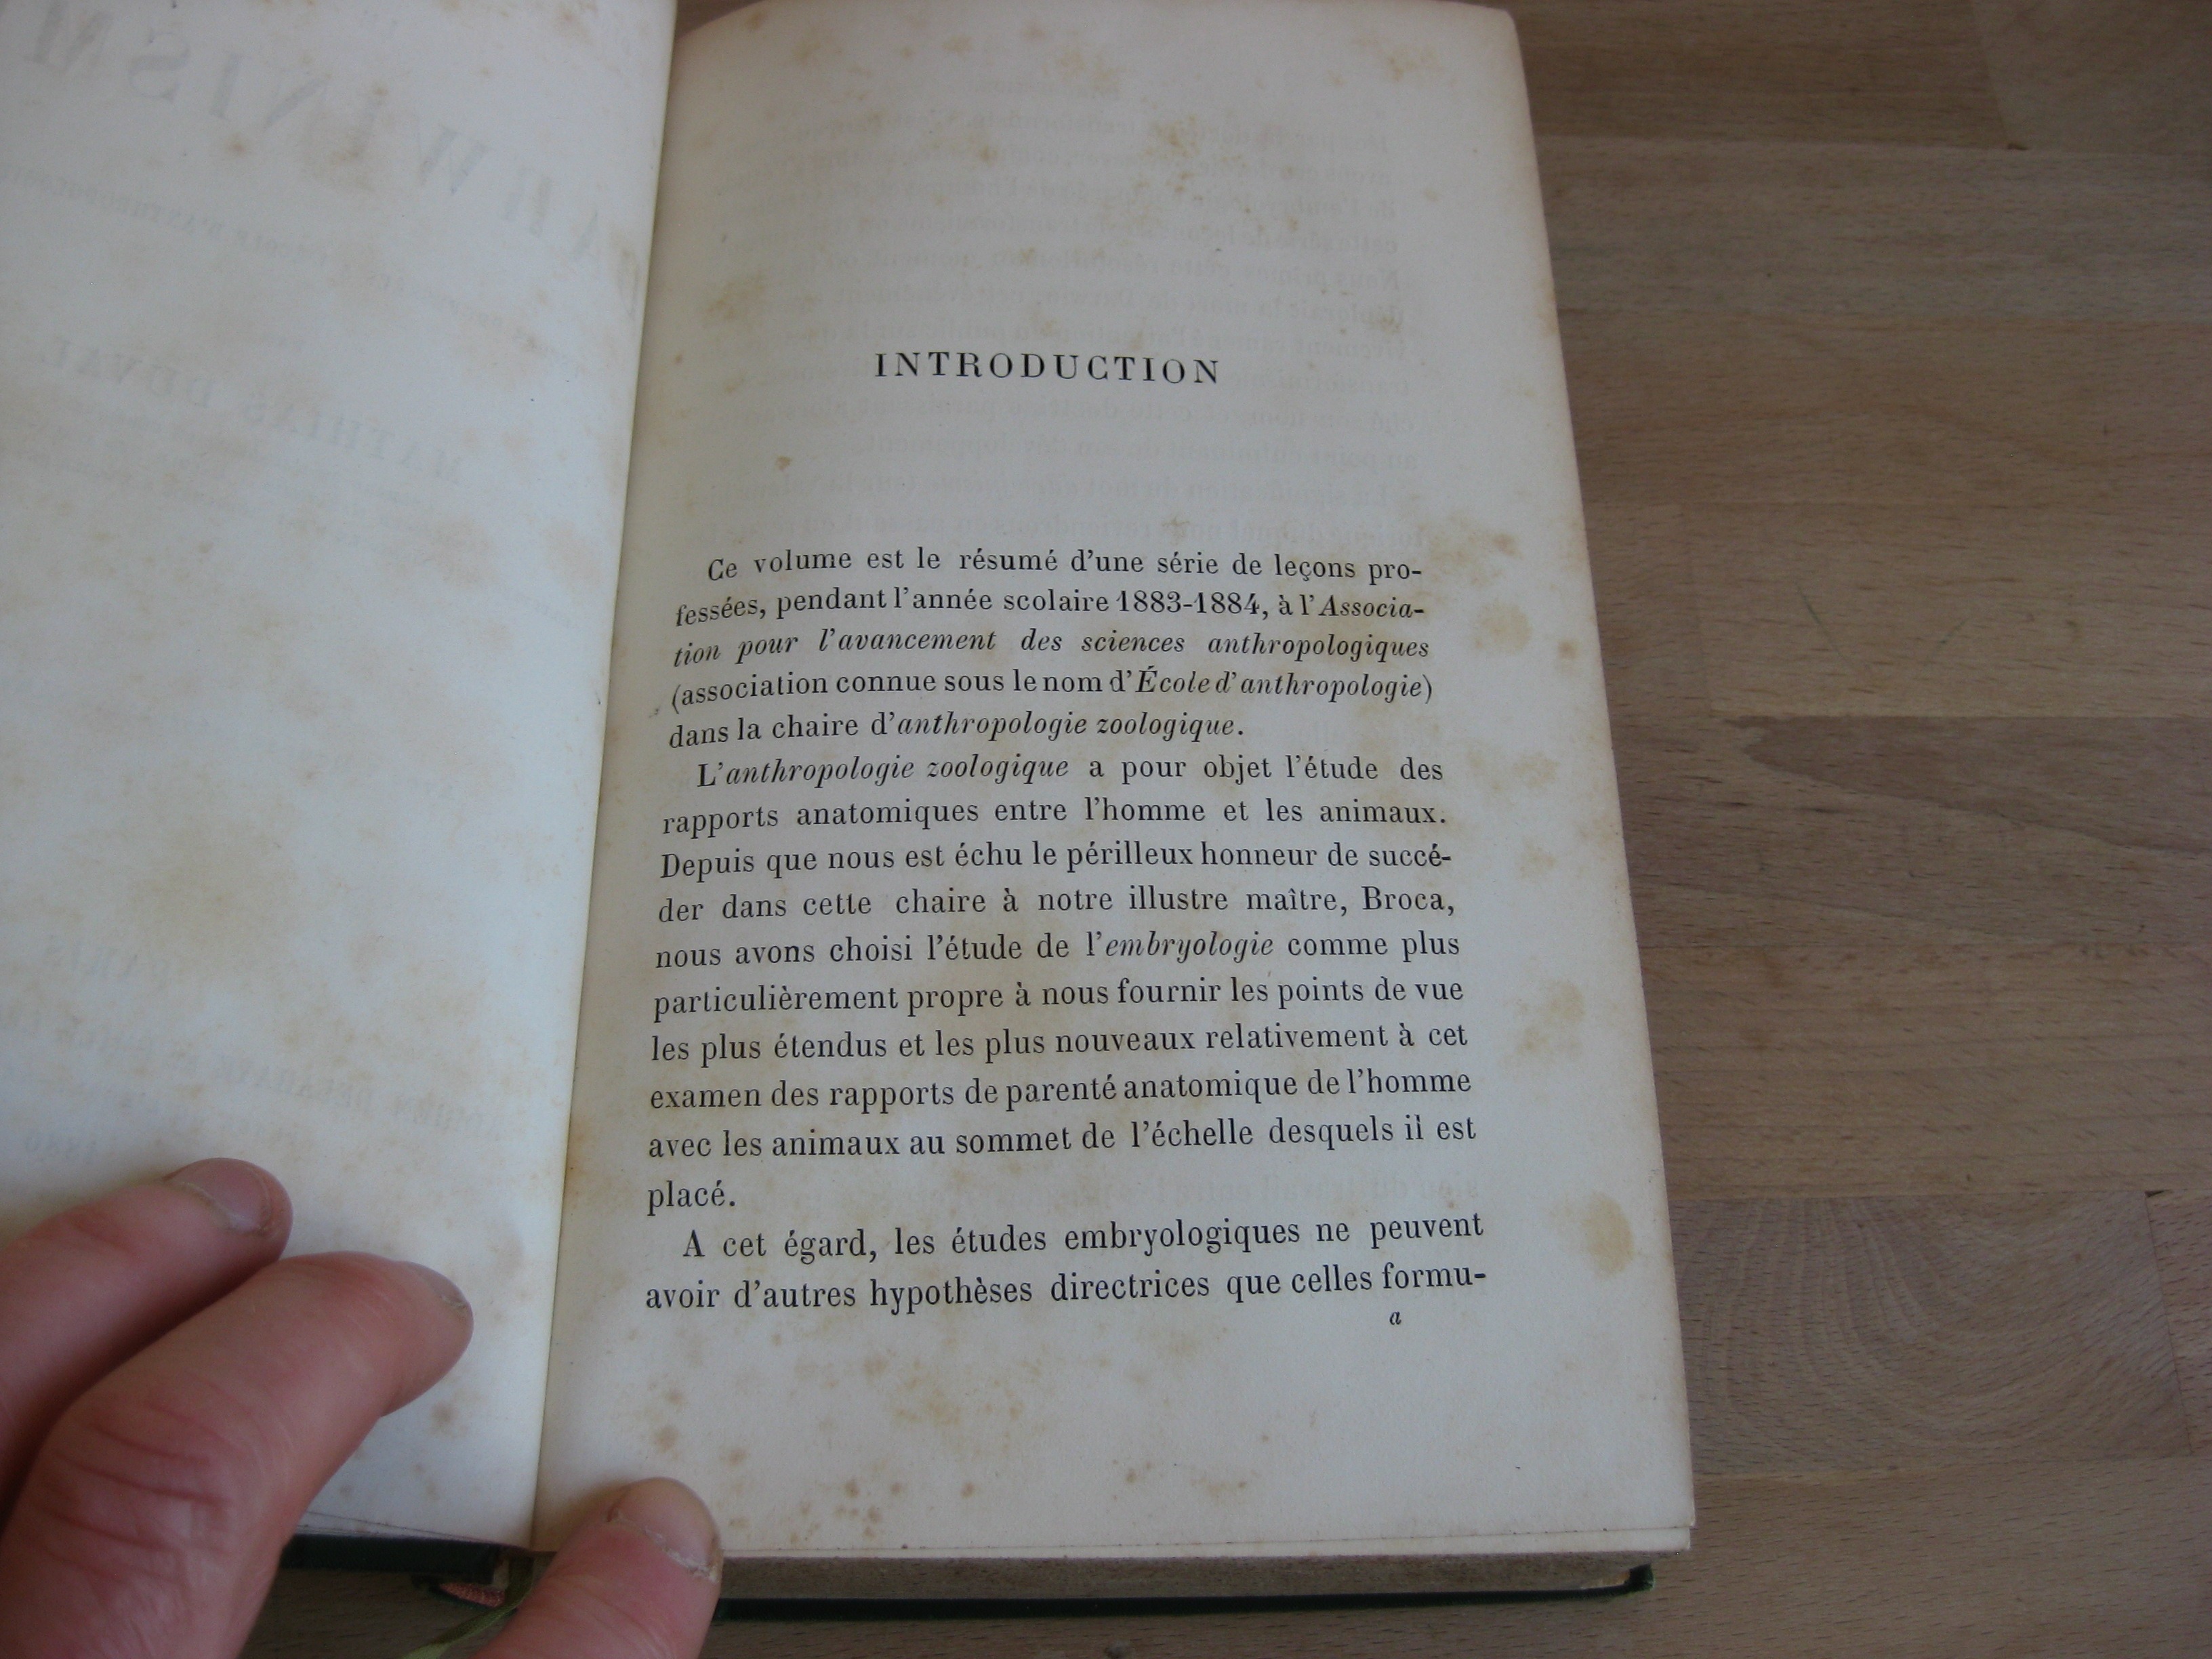 INTRODUCTION
Ce volume est le résumé d'une série de leçons pro-
fessées, pendant l'année scolaire 1883-1884, à l'Associa-
tion pour l'avancement des sciences anthropologiques
(association connue sous le nom d'École d'anthropologie)
dans la chaire d'anthropologie zoologique.
L'anthropologie zoologique a pour objet l'étude des
rapports anatomiques entre l'homme et les animaux.
Depuis que nous est échu le périlleux honneur de succé-
der dans cette chaire à notre illustre maître, Broca,
nous avons choisi l'étude de l'embryologie comme plus
particulièrement propre à nous fournir les points de vue
les plus étendus et les plus nouveaux relativement à cet
examen des rapports de parenté anatomique de l'homme
avec les animaux au sommet de l'échelle desquels il est
placé.
A cet égard, les études embryologiques ne peuvent
avoir d'autres hypothèses directrices que celles formu-
a